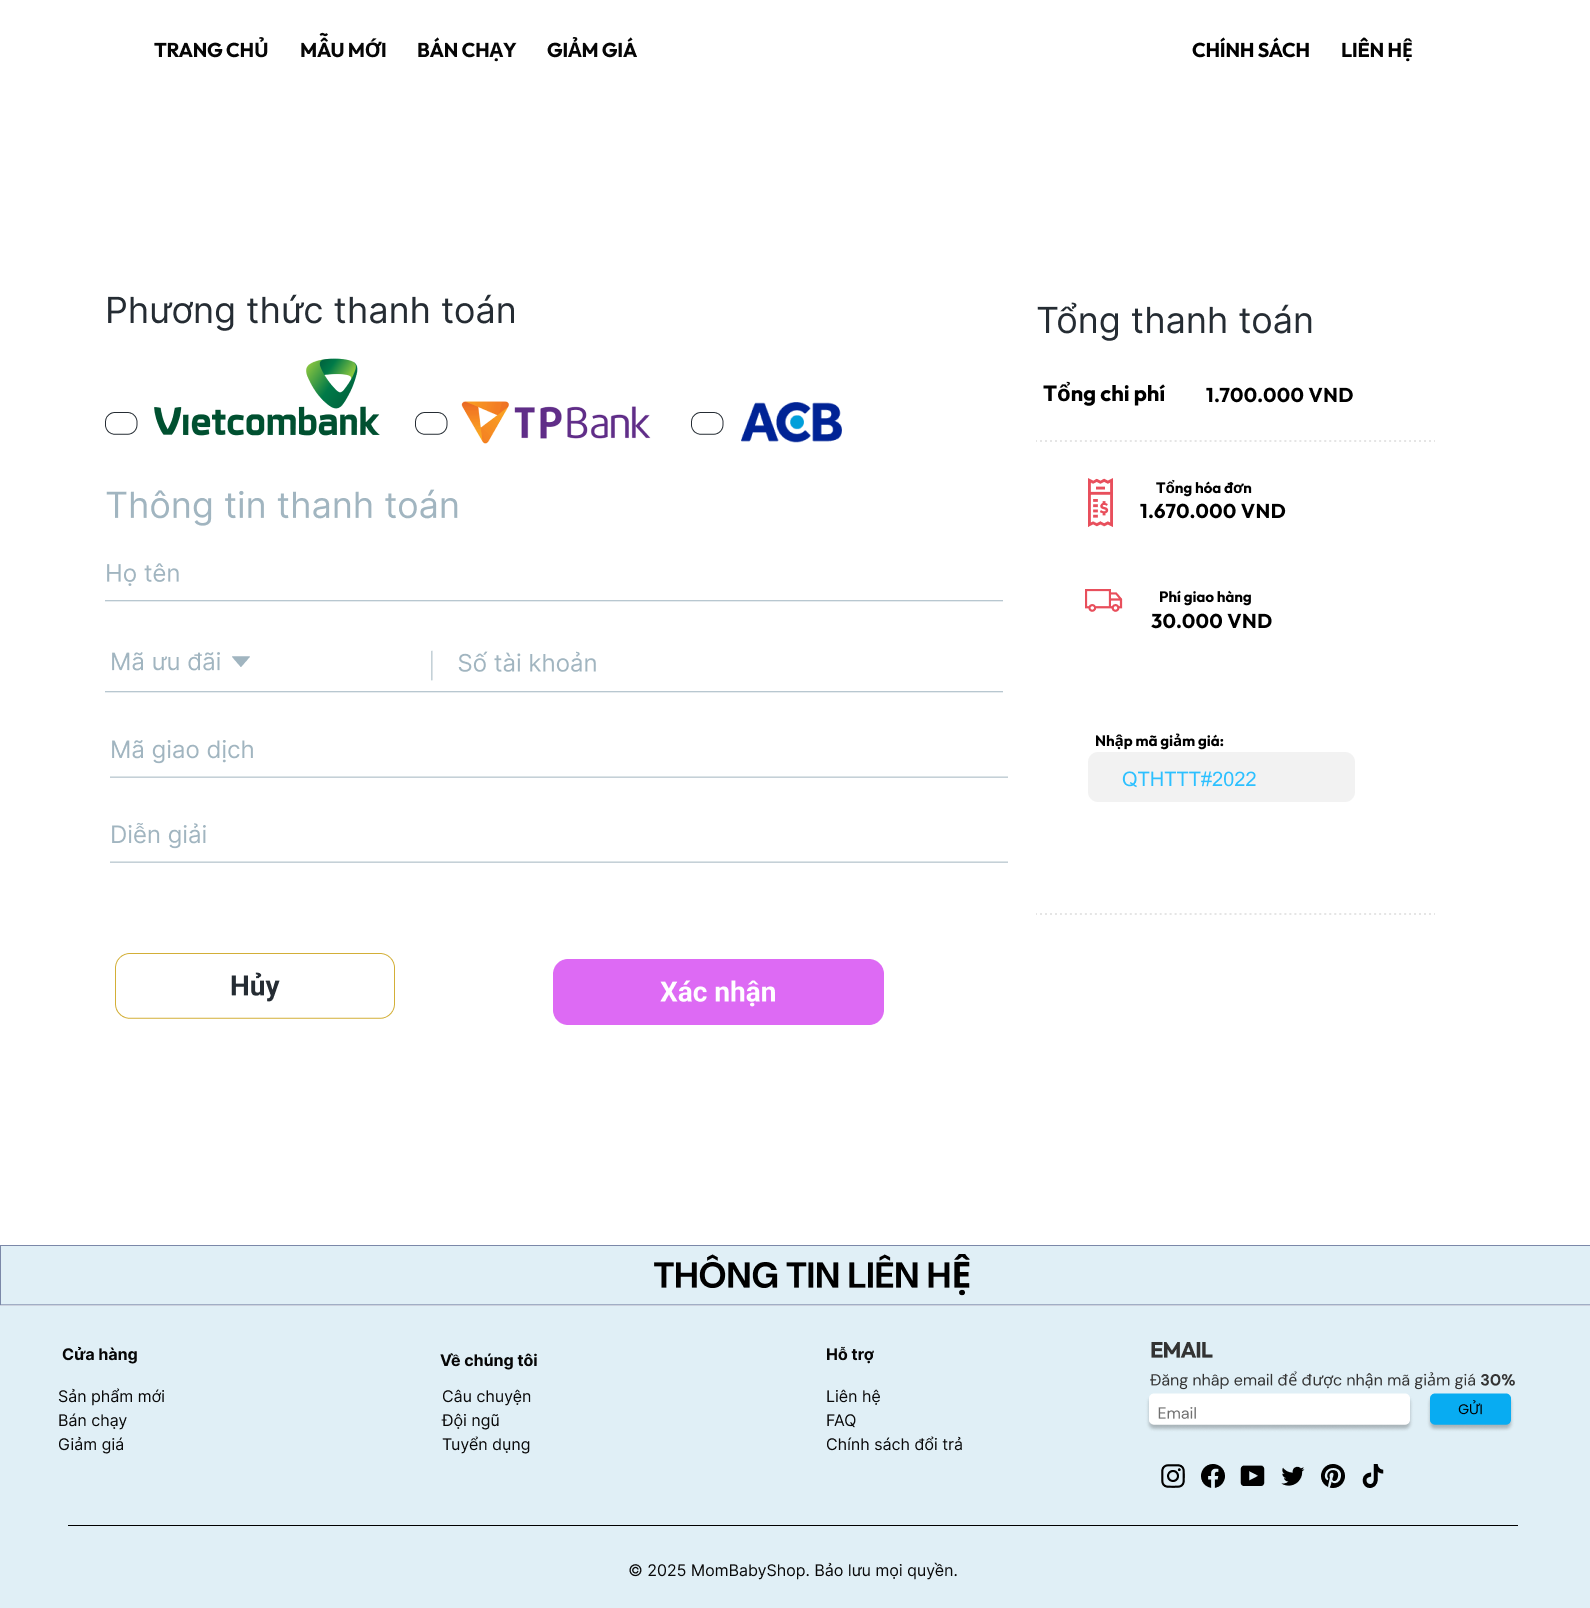 TRANG CHỦ MẪU MỚI BÁN CHẠY GIẢM GIÁ CHÍNH SÁCH LIÊN HỆ
Phương thức thanh toán
Vietcombank TPBank ACB
Thông tin thanh toán
Họ tên
Mã ưu đãi Số tài khoản
Mã giao dịch
Diễn giải
Hủy Xác nhận
Tổng thanh toán
Tổng chi phí 1.700.000 VND
Tổng hóa đơn
1.670.000 VND
Phí giao hàng
30.000 VND
Nhập mã giảm giá:
QTHTTT#2022
THÔNG TIN LIÊN HỆ
Cửa hàng
Sản phẩm mới
Bán chạy
Giảm giá
Về chúng tôi
Câu chuyện
Đội ngũ
Tuyển dụng
Hỗ trợ
Liên hệ
FAQ
Chính sách đổi trả
EMAIL
Đăng nhâp email để được nhận mã giảm giá 30%
Email GỬI
© 2025 MomBabyShop. Bảo lưu mọi quyền.